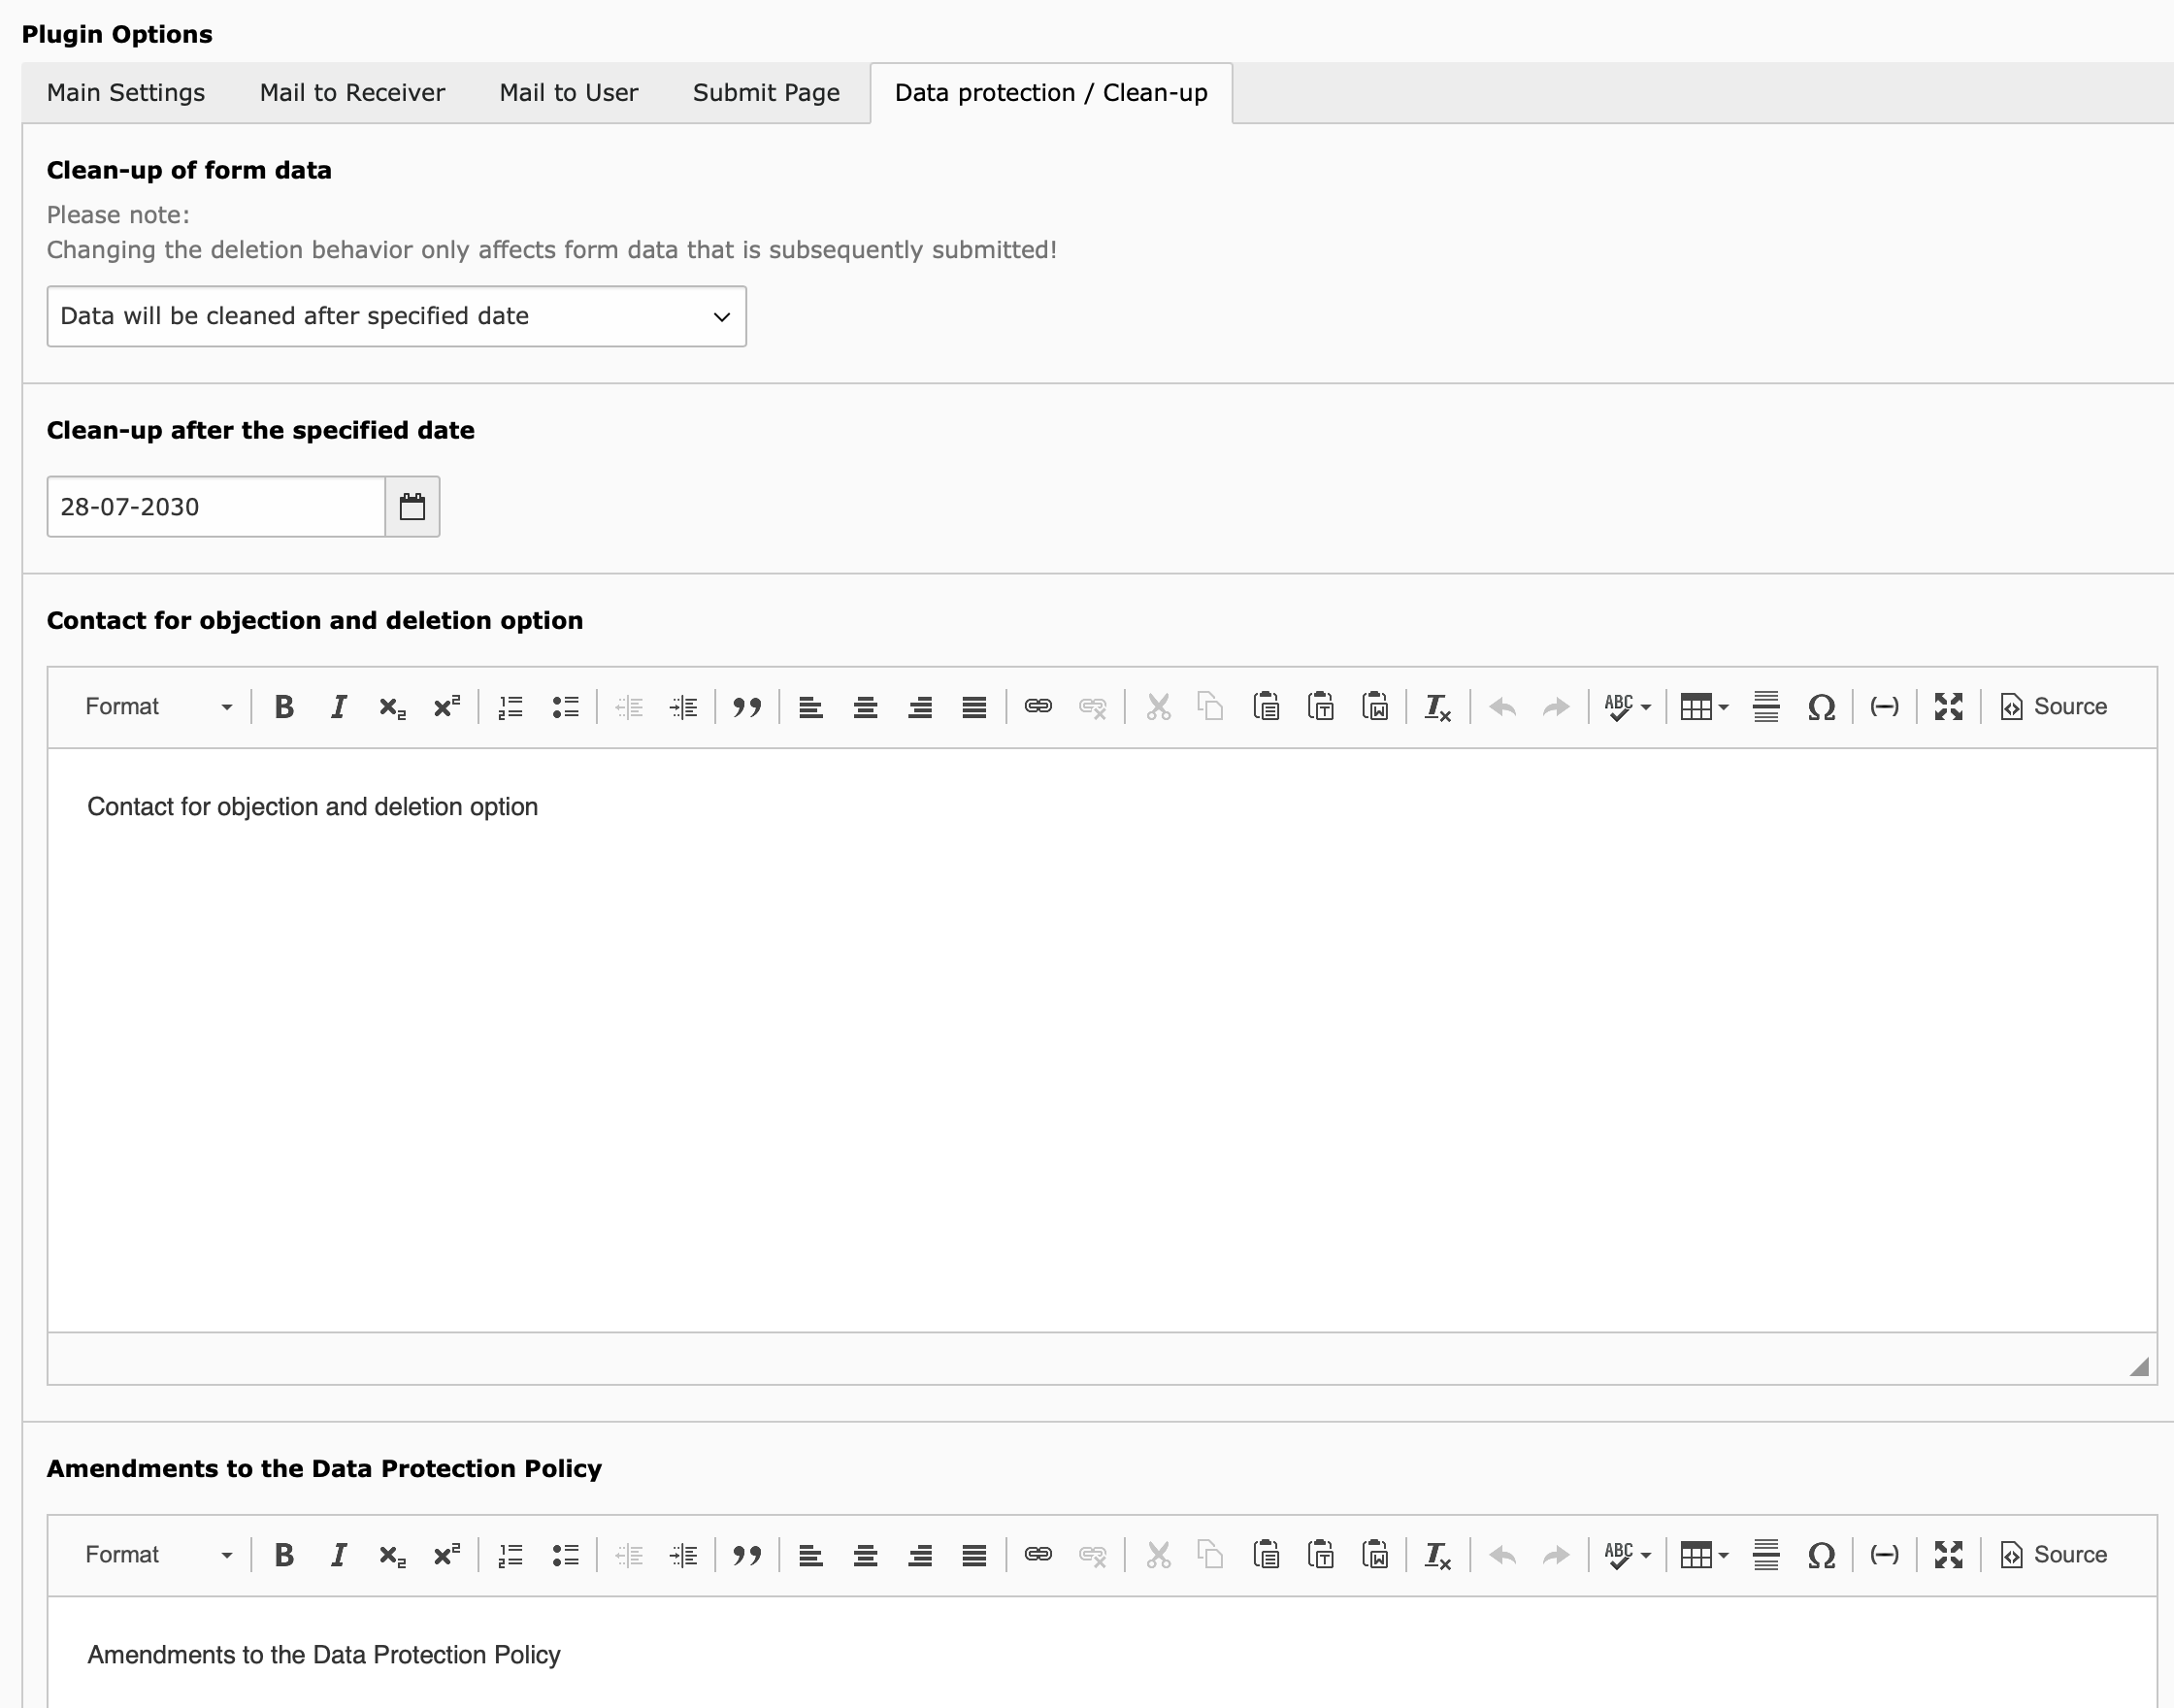 Plugin Options
Main Settings Mail to Receiver Mail to User Submit Page Data protection / Clean-up
Clean-up of form data
Please note:
Changing the deletion behavior only affects form data that is subsequently submitted!
Data will be cleaned after specified date
Clean-up after the specified date
28-07-2030
Contact for objection and deletion option
Format Source
Contact for objection and deletion option
Amendments to the Data Protection Policy
Format Source
Amendments to the Data Protection Policy